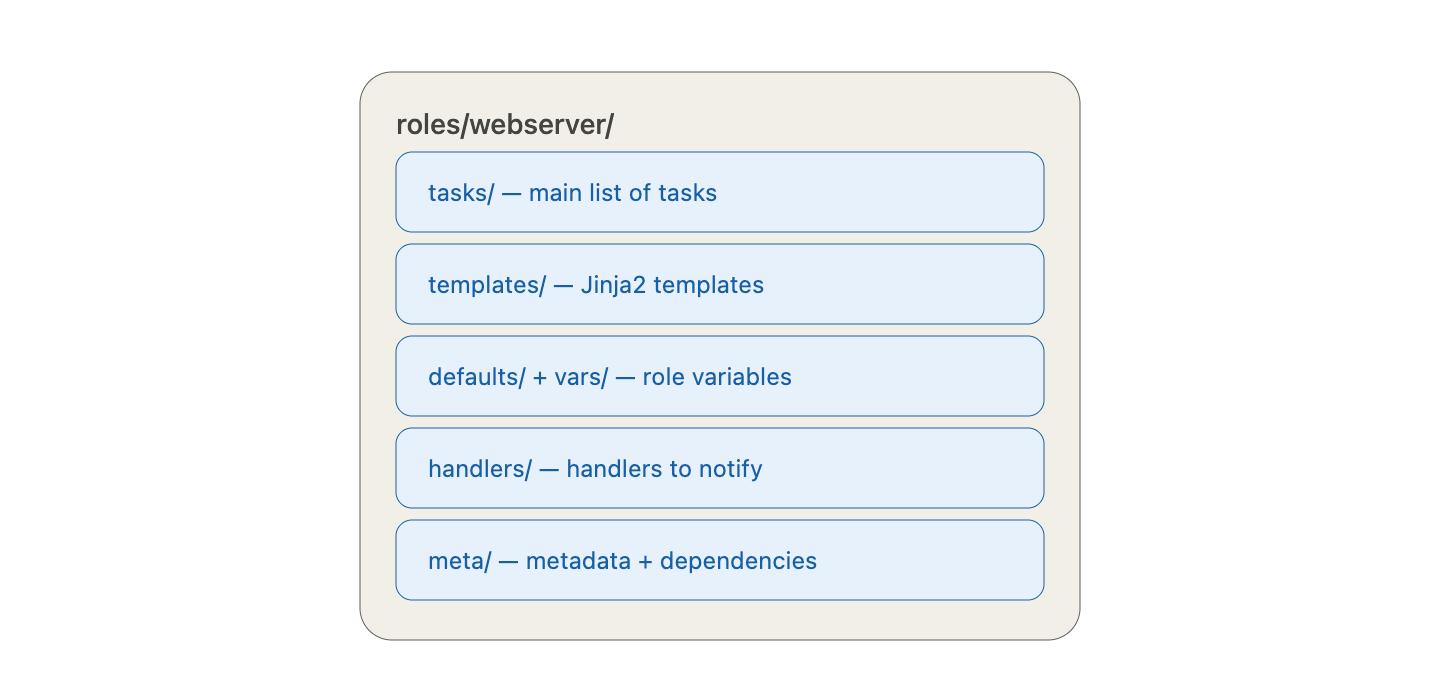 roles/webserver/
tasks/ — main list of tasks
templates/ — Jinja2 templates
defaults/ + vars/ — role variables
handlers/ — handlers to notify
meta/ — metadata + dependencies